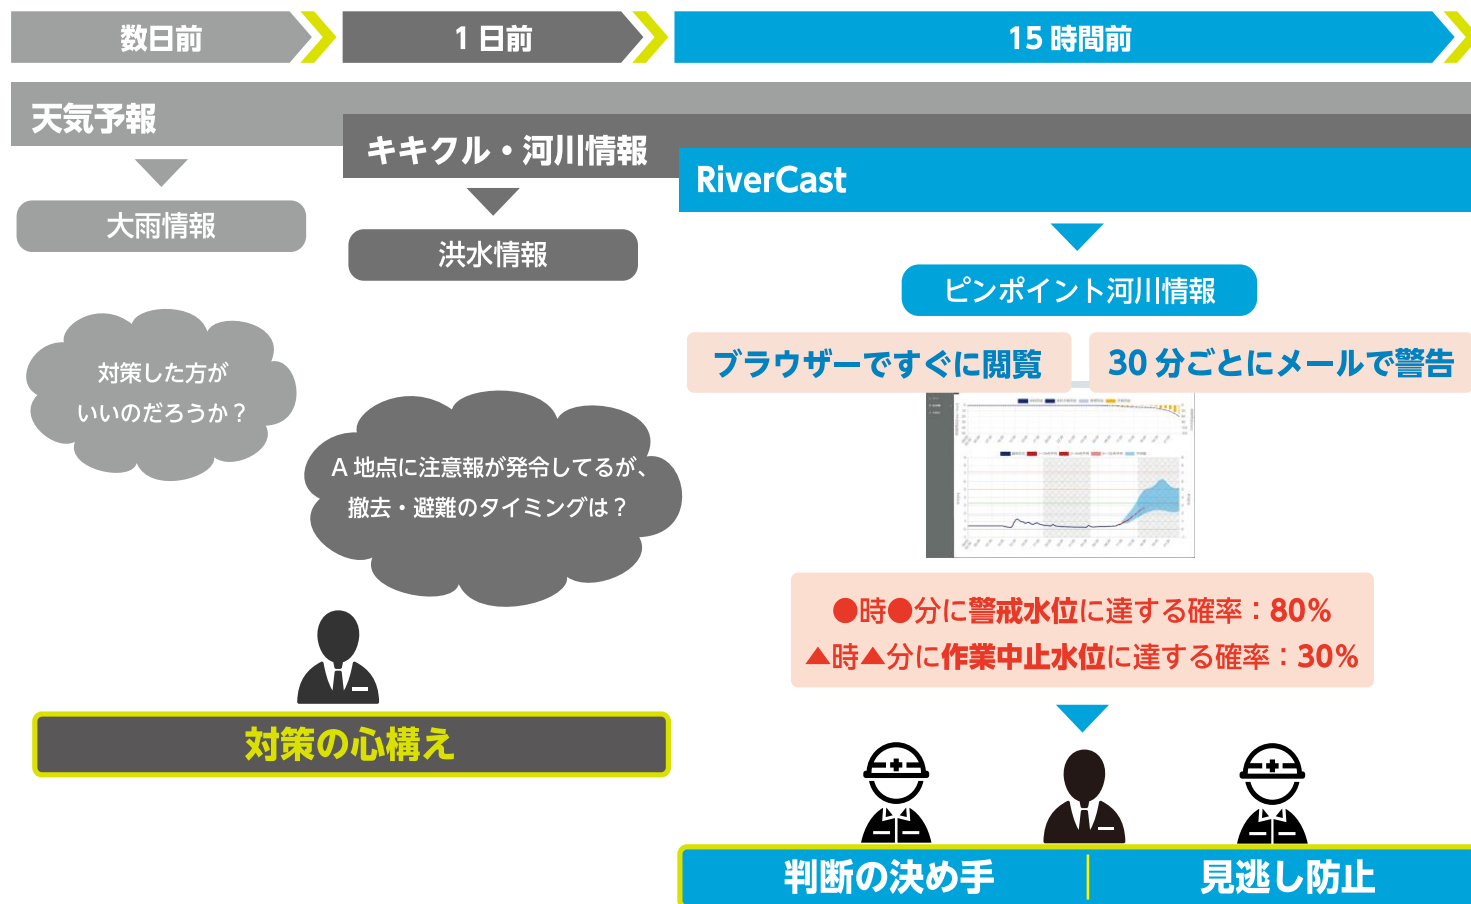 数日前
1日前
15時間前
天気予報
キキクル・河川情報
RiverCast
大雨情報
洪水情報
ピンポイント河川情報
ブラウザーですぐに閲覧
30分ごとにメールで警告
対策した方が
いいのだろうか？
A地点に注意報が発令してるが、
撤去・避難のタイミングは？
●時●分に警戒水位に達する確率：80%
▲時▲分に作業中止水位に達する確率：30%
対策の心構え
判断の決め手
見逃し防止